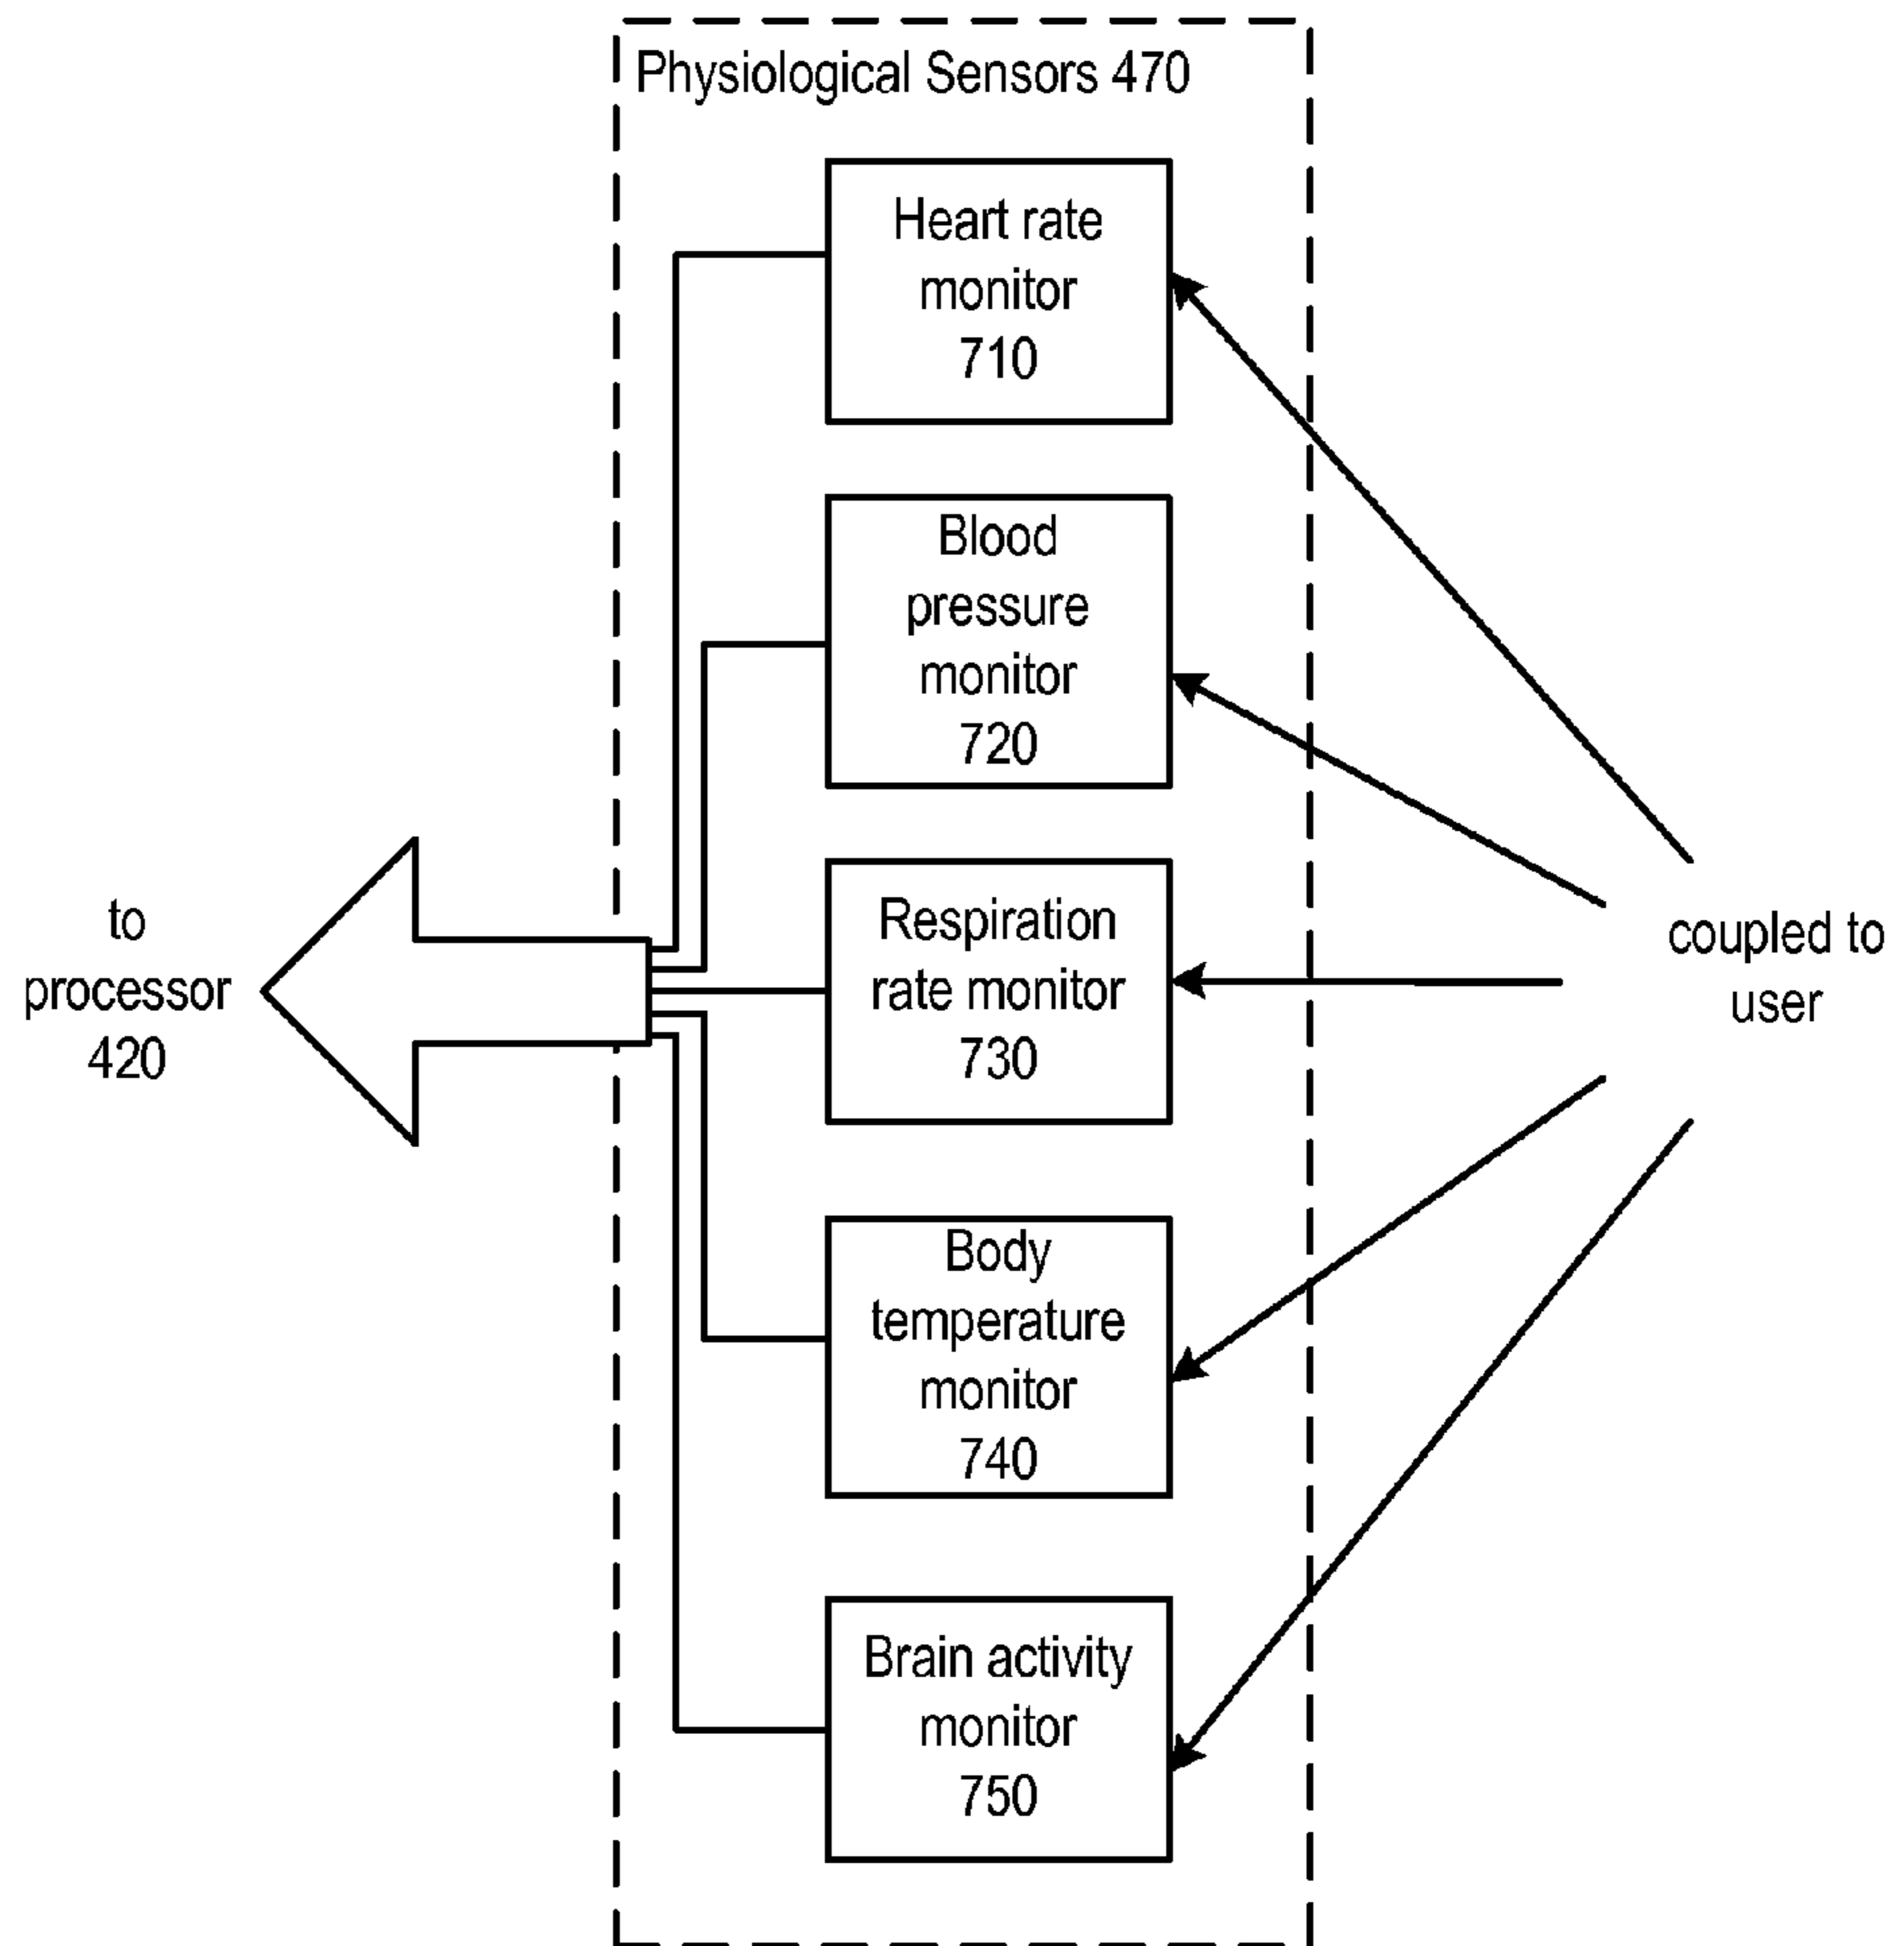 Physiological Sensors 470
Heart rate
monitor
710
Blood
pressure
monitor
720
to
processor
420
Respiration
rate monitor
730
coupled to
user
Body
temperature
monitor
740
Brain activity
monitor
750